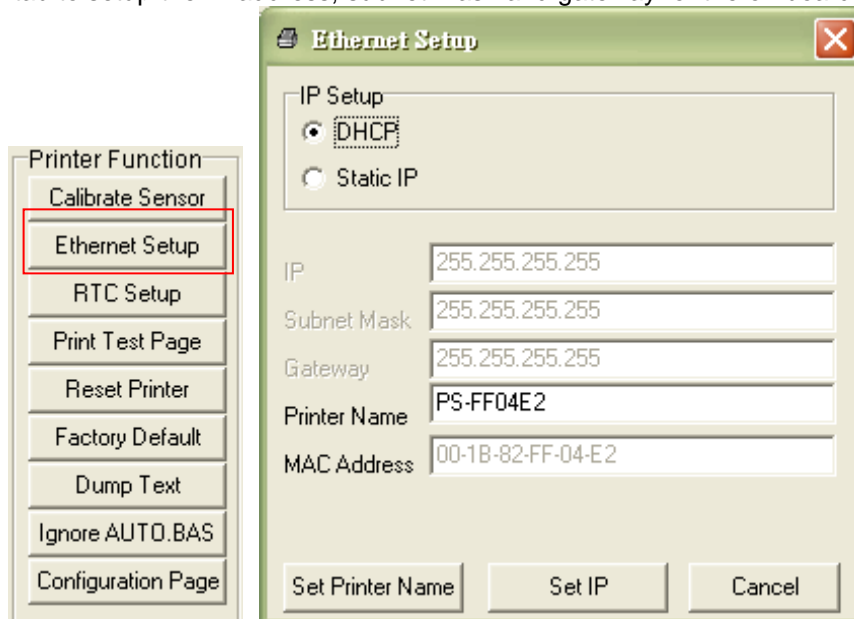 Printer Function
Calibrate Sensor
Ethernet Setup
RTC Setup
Print Test Page
Reset Printer
Factory Default
Dump Text
Ignore AUTO.BAS
Configuration Page
Ethernet Setup
IP Setup
DHCP
Static IP
IP 255.255.255.255
Subnet Mask 255.255.255.255
Gateway 255.255.255.255
Printer Name PS-FF04E2
MAC Address 00-1B-82-FF-04-E2
Set Printer Name Set IP Cancel